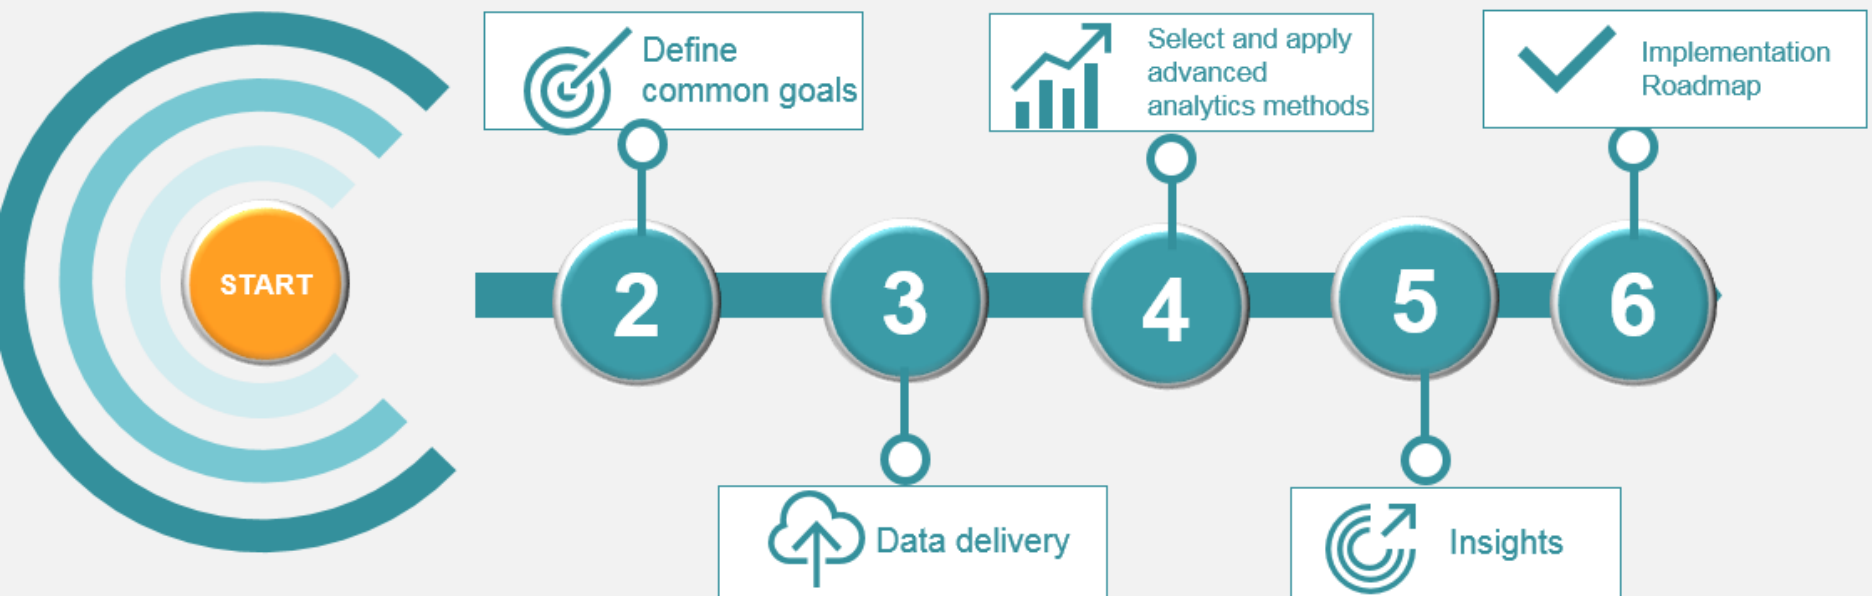 START
2
Define
common goals
3
Data delivery
4
Select and apply
advanced
analytics methods
5
Insights
6
Implementation
Roadmap